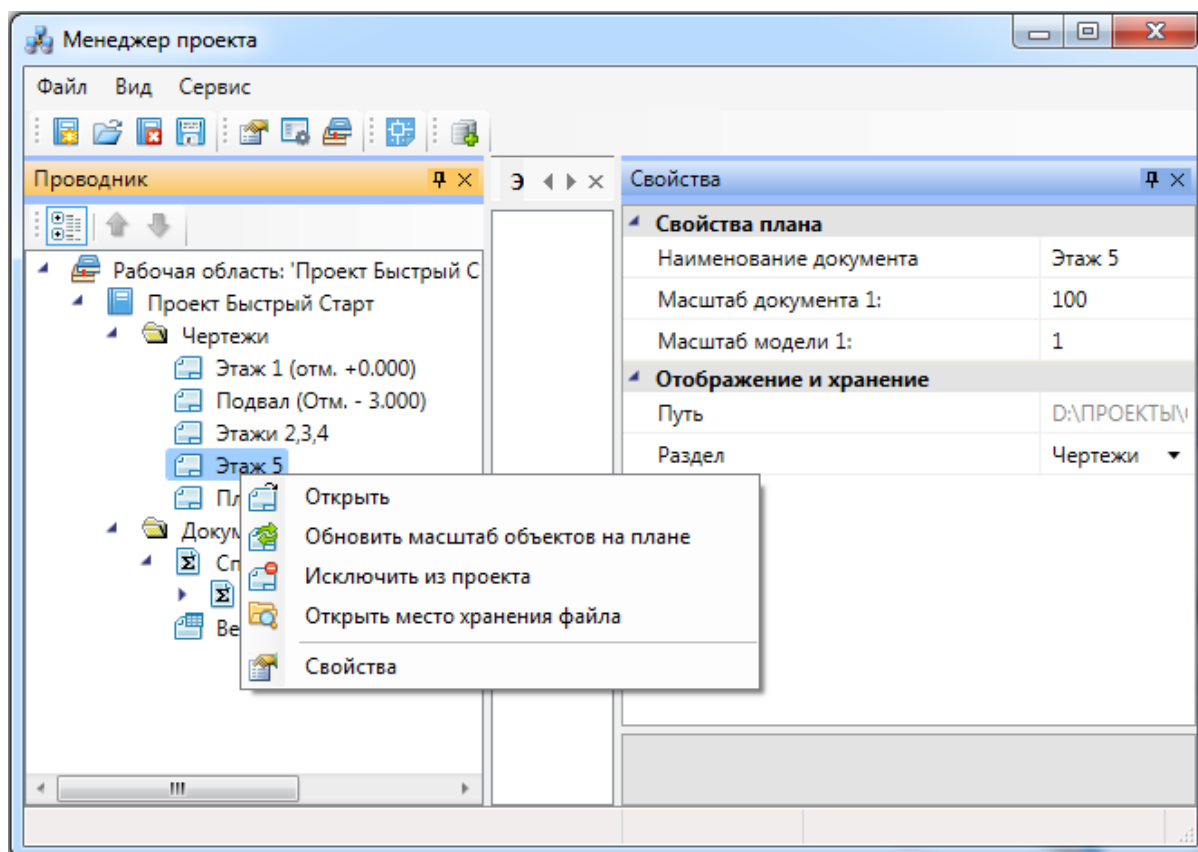 Менеджер проекта
Файл Вид Сервис
Проводник
Э
Свойства
Рабочая область: 'Проект Быстрый С
Проект Быстрый Старт
Чертежи
Этаж 1 (отм. +0.000)
Подвал (Отм. - 3.000)
Этажи 2,3,4
Этаж 5
Пл
Докум
Сп
Ве
Открыть
Обновить масштаб объектов на плане
Исключить из проекта
Открыть место хранения файла
Свойства
Свойства плана
Наименование документа Этаж 5
Масштаб документа 1: 100
Масштаб модели 1: 1
Отображение и хранение
Путь D:\ПРОЕКТЫ\
Раздел Чертежи